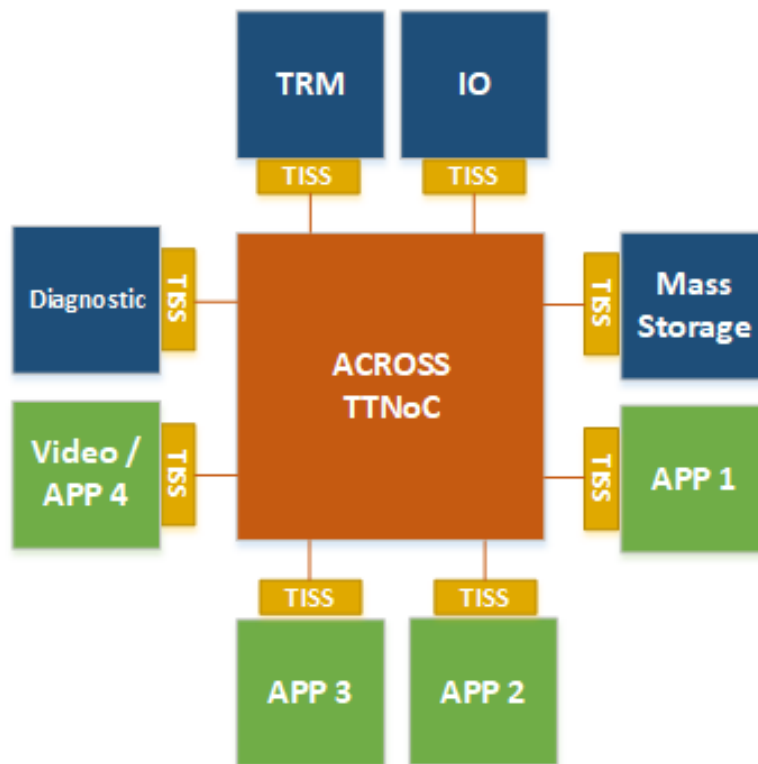 TRM
IO
TISS
TISS
Diagnostic
TISS
TISS
Mass
Storage
ACROSS
TTNoC
Video /
APP 4
TISS
TISS
APP 1
TISS
TISS
APP 3
APP 2